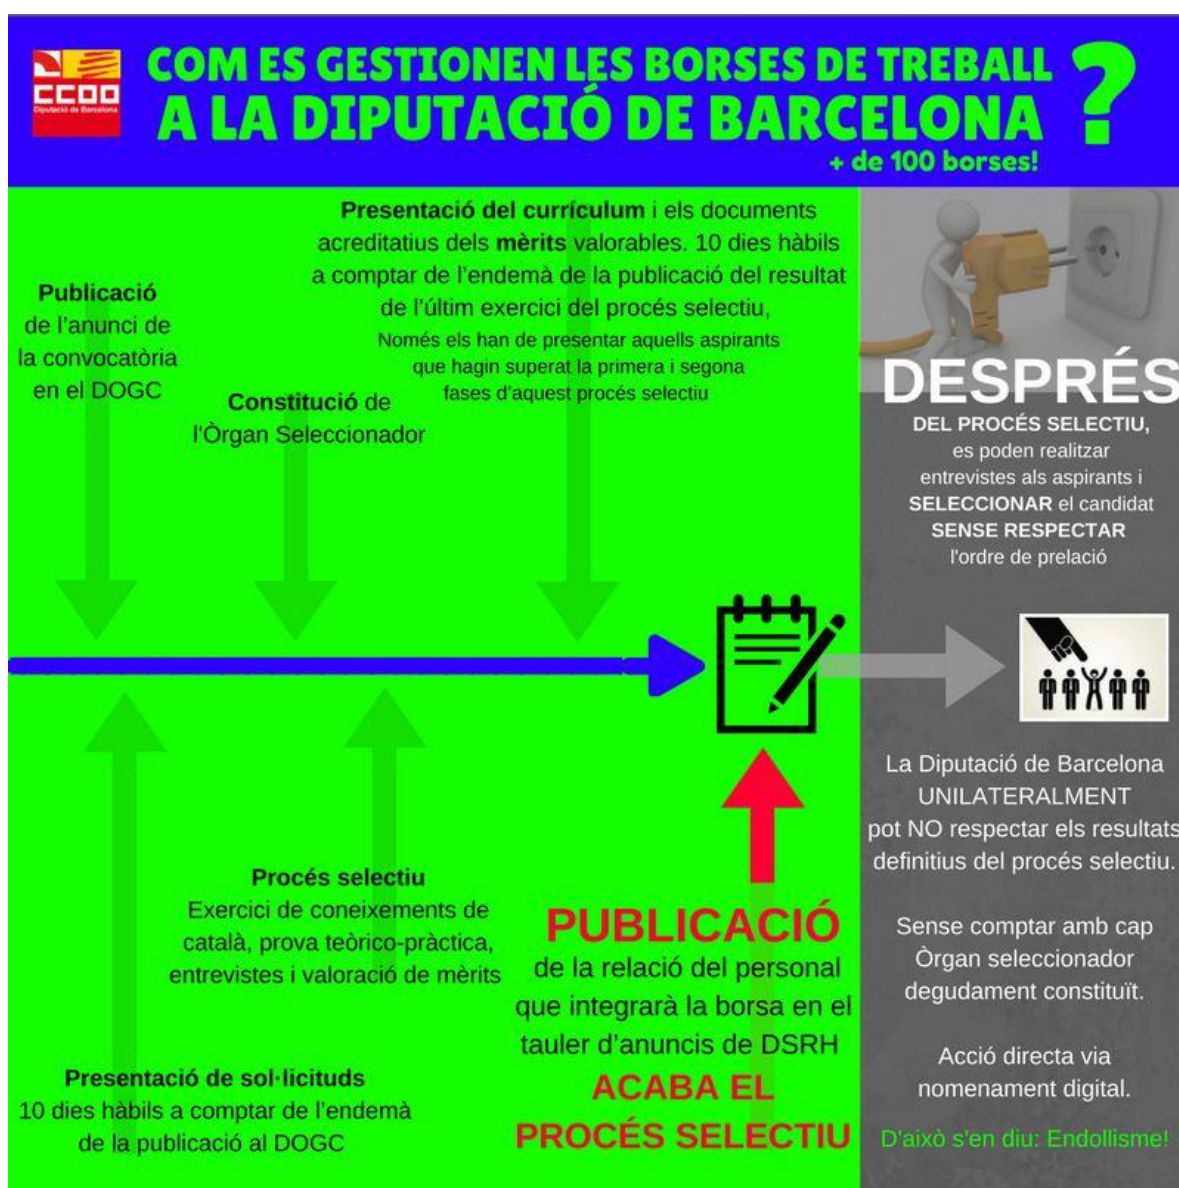 CCOO
Diputació de Barcelona
COM ES GESTIONEN LES BORSES DE TREBALL
A LA DIPUTACIÓ DE BARCELONA ?
+ de 100 borses!
Publicació
de l'anunci de
la convocatòria
en el DOGC
Constitució de
l'Òrgan Seleccionador
Presentació del currículum i els documents
acreditatius dels mèrits valorables. 10 dies hàbils
a comptar de l'endemà de la publicació del resultat
de l'últim exercici del procés selectiu,
Només els han de presentar aquells aspirants
que hagin superat la primera i segona
fases d'aquest procés selectiu
Presentació de sol·licituds
10 dies hàbils a comptar de l'endemà
de la publicació al DOGC
Procés selectiu
Exercici de coneixements de
català, prova teòrico-pràctica,
entrevistes i valoració de mèrits
PUBLICACIÓ
de la relació del personal
que integrarà la borsa en el
tauler d'anuncis de DSRH
ACABA EL
PROCÉS SELECTIU
DESPRÉS
DEL PROCÉS SELECTIU,
es poden realitzar
entrevistes als aspirants i
SELECCIONAR el candidat
SENSE RESPECTAR
l'ordre de prelació
La Diputació de Barcelona
UNILATERALMENT
pot NO respectar els resultats
definitius del procés selectiu.
Sense comptar amb cap
Òrgan seleccionador
degudament constituït.
Acció directa via
nomenament digital.
D'això s'en diu: Endollisme!